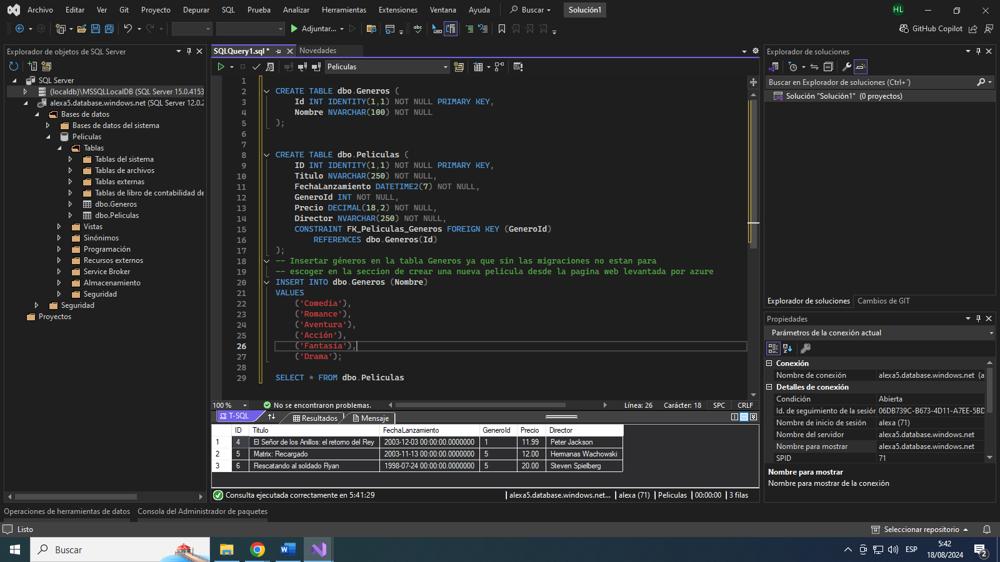 Archivo Editar Ver Git Proyecto Depurar SQL Prueba Analizar Herramientas Extensiones Ventana Ayuda Buscar Solución1 HL
Adjuntar... abc GitHub Copilot
Explorador de objetos de SQL Server
SQL Server
(localdb)\MSSQLLocalDB (SQL Server 15.0.4153
alexa5.database.windows.net (SQL Server 12.0.2
Bases de datos
Bases de datos del sistema
Peliculas
Tablas
Tablas del sistema
Tablas de archivos
Tablas externas
Tablas de libro de contabilidad de
dbo.Generos
dbo.Peliculas
Vistas
Sinónimos
Programación
Recursos externos
Service Broker
Almacenamiento
Seguridad
Seguridad
Proyectos
SQLQuery1.sql * Novedades
Peliculas
1
2 CREATE TABLE dbo.Generos (
3 Id INT IDENTITY(1,1) NOT NULL PRIMARY KEY,
4 Nombre NVARCHAR(100) NOT NULL
5 );
6
7
8 CREATE TABLE dbo.Peliculas (
9 ID INT IDENTITY(1,1) NOT NULL PRIMARY KEY,
10 Titulo NVARCHAR(250) NOT NULL,
11 FechaLanzamiento DATETIME2(7) NOT NULL,
12 GeneroId INT NOT NULL,
13 Precio DECIMAL(18,2) NOT NULL,
14 Director NVARCHAR(250) NOT NULL,
15 CONSTRAINT FK_Peliculas_Generos FOREIGN KEY (GeneroId)
16 REFERENCES dbo.Generos(Id)
17 );
18 -- Insertar géneros en la tabla Generos ya que sin las migraciones no estan para
19 -- escoger en la seccion de crear una nueva pelicula desde la pagina web levantada por azure
20 INSERT INTO dbo.Generos (Nombre)
21 VALUES
22 ('Comedia'),
23 ('Romance'),
24 ('Aventura'),
25 ('Acción'),
26 ('Fantasía'),
27 ('Drama');
28
29 SELECT * FROM dbo.Peliculas
100 % No se encontraron problemas. Línea: 26 Carácter: 18 SPC CRLF
T-SQL Resultados Mensaje
ID Titulo FechaLanzamiento GeneroId Precio Director
1 4 El Señor de los Anillos: el retorno del Rey 2003-12-03 00:00:00.0000000 1 11.99 Peter Jackson
2 5 Matrix: Recargado 2003-11-13 00:00:00.0000000 5 12.00 Hermanas Wachowski
3 6 Rescatando al soldado Ryan 1998-07-24 00:00:00.0000000 5 20.00 Steven Spielberg
Consulta ejecutada correctamente en 5:41:29 alexa5.database.windows.net... alexa (71) Peliculas 00:00:00 3 filas
Explorador de soluciones
Buscar en Explorador de soluciones (Ctrl+´)
Solución "Solución1" (0 proyectos)
Explorador de soluciones Cambios de GIT
Propiedades
Parámetros de la conexión actual
Conexión
Nombre de conexión alexa5.database.windows.net (a
Detalles de conexión
Condición Abierta
Id. de seguimiento de la sesión 06DB739C-B673-4D11-A7EE-5BD
Nombre de inicio de sesión alexa (71)
Nombre del servidor alexa5.database.windows.net
Nombre para mostrar alexa5.database.windows.net
SPID 71
Nombre para mostrar
Nombre para mostrar de la conexión
Operaciones de herramientas de datos Consola del Administrador de paquetes
Listo Seleccionar repositorio
Buscar ESP 5:42
18/08/2024 2